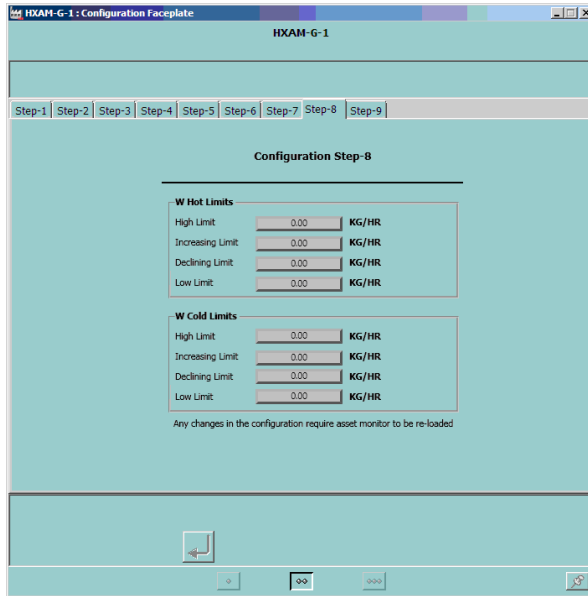 HXAM-G-1 : Configuration Faceplate
HXAM-G-1
Step-1 Step-2 Step-3 Step-4 Step-5 Step-6 Step-7 Step-8 Step-9
Configuration Step-8
W Hot Limits
High Limit 0.00 KG/HR
Increasing Limit 0.00 KG/HR
Declining Limit 0.00 KG/HR
Low Limit 0.00 KG/HR
W Cold Limits
High Limit 0.00 KG/HR
Increasing Limit 0.00 KG/HR
Declining Limit 0.00 KG/HR
Low Limit 0.00 KG/HR
Any changes in the configuration require asset monitor to be re-loaded